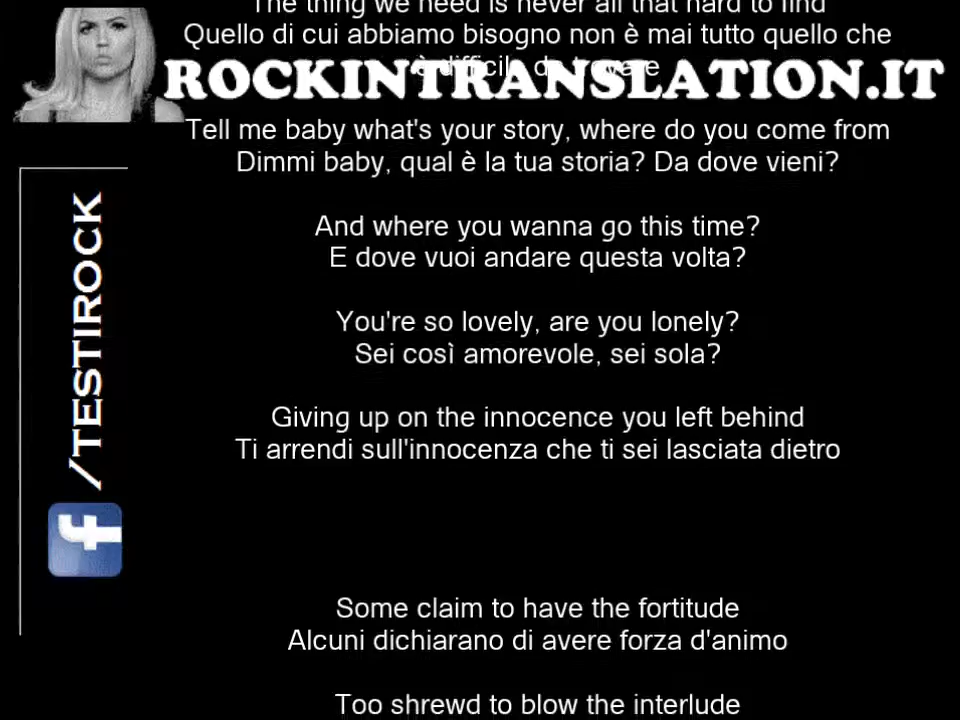 The thing we need is never all that hard to find
Quello di cui abbiamo bisogno non è mai tutto quello che
è difficile da trovare
ROCKINTRANSLATION.IT
Tell me baby what's your story, where do you come from
Dimmi baby, qual è la tua storia? Da dove vieni?
And where you wanna go this time?
E dove vuoi andare questa volta?
You're so lovely, are you lonely?
Sei così amorevole, sei sola?
Giving up on the innocence you left behind
Ti arrendi sull'innocenza che ti sei lasciata dietro
Some claim to have the fortitude
Alcuni dichiarano di avere forza d'animo
Too shrewd to blow the interlude
f /TESTIROCK